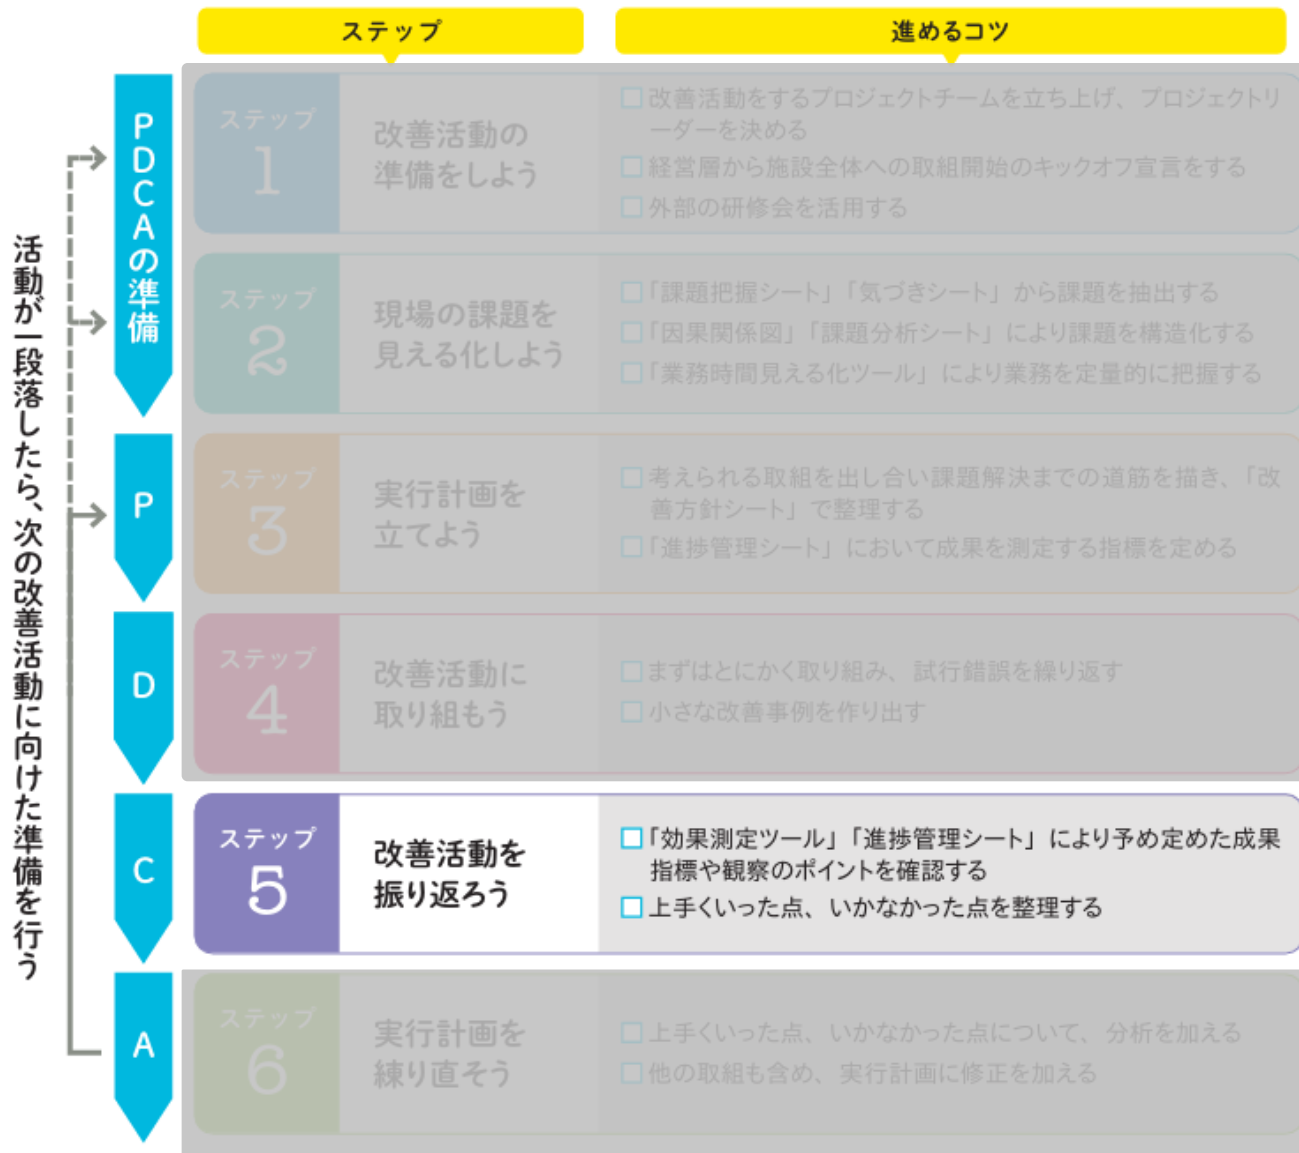 ステップ
進めるコツ
活動が一段落したら、次の改善活動に向けた準備を行う
PDCAの準備
ステップ
1
改善活動の
準備をしよう
□改善活動をするプロジェクトチームを立ち上げ、プロジェクトリ
ーダーを決める
□経営層から施設全体への取組開始のキックオフ宣言をする
□外部の研修会を活用する
ステップ
2
現場の課題を
見える化しよう
□「課題把握シート」「気づきシート」から課題を抽出する
□「因果関係図」「課題分析シート」により課題を構造化する
□「業務時間見える化ツール」により業務を定量的に把握する
P
ステップ
3
実行計画を
立てよう
□考えられる取組を出し合い課題解決までの道筋を描き、「改
善方針シート」で整理する
□「進捗管理シート」において成果を測定する指標を定める
D
ステップ
4
改善活動に
取り組もう
□まずはとにかく取り組み、試行錯誤を繰り返す
□小さな改善事例を作り出す
C
ステップ
5
改善活動を
振り返ろう
□「効果測定ツール」「進捗管理シート」により予め定めた成果
指標や観察のポイントを確認する
□上手くいった点、いかなかった点を整理する
A
ステップ
6
実行計画を
練り直そう
□上手くいった点、いかなかった点について、分析を加える
□他の取組も含め、実行計画に修正を加える